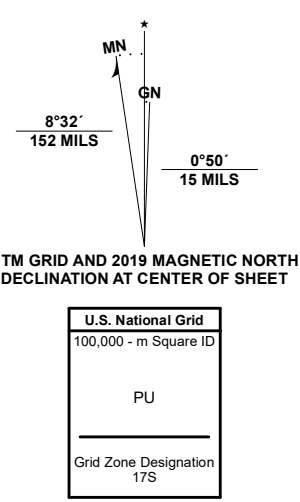 ★
MN
GN
8°32´
152 MILS
0°50´
15 MILS
TM GRID AND 2019 MAGNETIC NORTH
DECLINATION AT CENTER OF SHEET
U.S. National Grid
100,000 - m Square ID
PU
Grid Zone Designation
17S